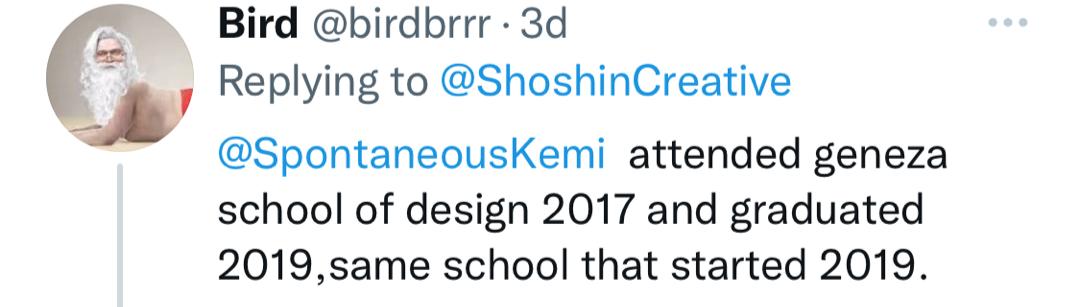 Bird @birdbrrr · 3d
Replying to @ShoshinCreative
@SpontaneousKemi attended geneza
school of design 2017 and graduated
2019,same school that started 2019.